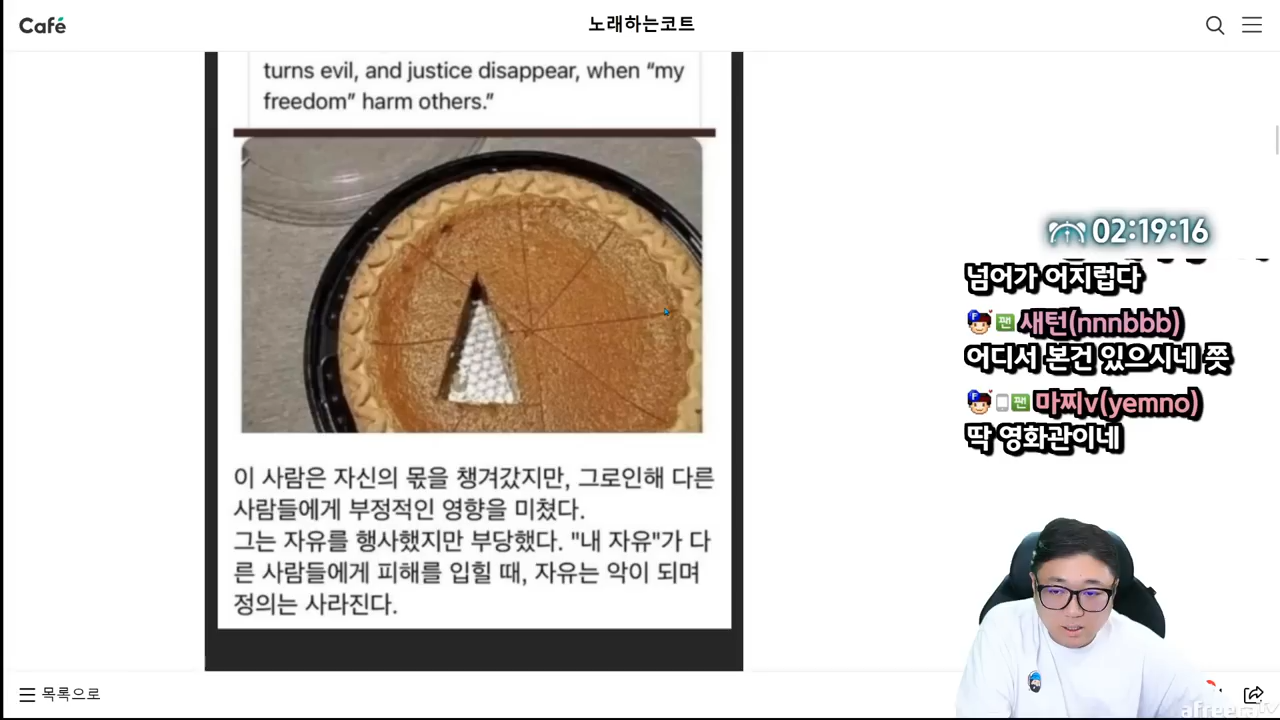 Café
노래하는코트
turns evil, and justice disappear, when “my
freedom” harm others.”
이 사람은 자신의 몫을 챙겨갔지만, 그로인해 다른
사람들에게 부정적인 영향을 미쳤다.
그는 자유를 행사했지만 부당했다. "내 자유"가 다
른 사람들에게 피해를 입힐 때, 자유는 악이 되며
정의는 사라진다.
목록으로
02:19:16
넘어가 어지럽다
F 팬 새턴(nnnbbb)
어디서 본건 있으시네 쯧
F 팬 마찌v(yemno)
딱 영화관이네
afreecaTV